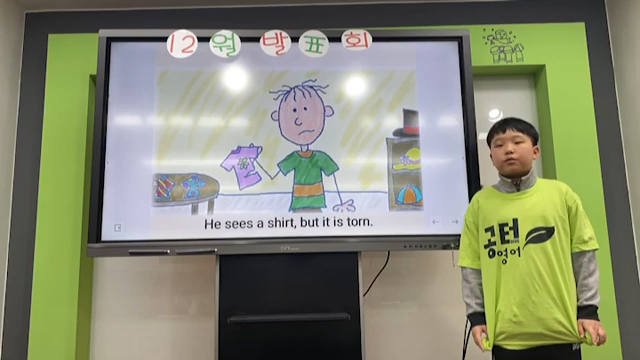 12월 발표회
He sees a shirt, but it is torn.
공터
영어